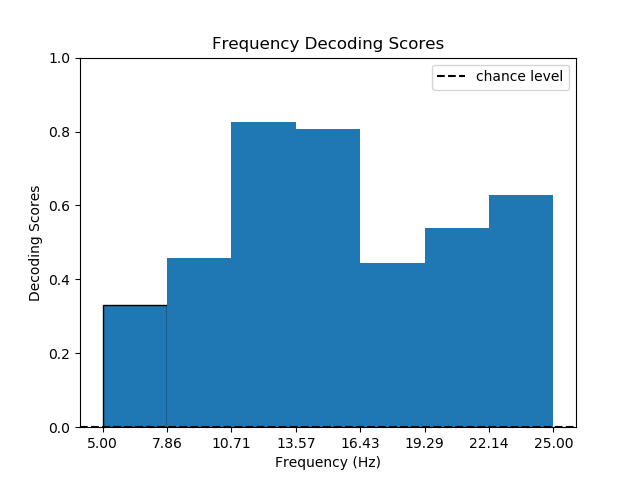 Frequency Decoding Scores
chance level
1.0
0.8
0.6
0.4
0.2
0.0
Decoding Scores
5.00 7.86 10.71 13.57 16.43 19.29 22.14 25.00
Frequency (Hz)